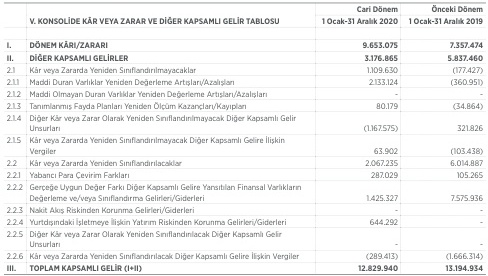 Cari Dönem Önceki Dönem
V. KONSOLİDE KÂR VEYA ZARAR VE DİĞER KAPSAMLI GELİR TABLOSU 1 Ocak-31 Aralık 2020 1 Ocak-31 Aralık 2019
I. DÖNEM KÂRI/ZARARI 9.653.075 7.357.474
II. DİĞER KAPSAMLI GELİRLER 3.176.865 5.837.460
2.1 Kâr veya Zararda Yeniden Sınıflandırılmayacaklar 1.109.630 (177.427)
2.1.1 Maddi Duran Varlıklar Yeniden Değerleme Artışları/Azalışları 2.133.124 (360.951)
2.1.2 Maddi Olmayan Duran Varlıklar Yeniden Değerleme Artışları/Azalışları - -
2.1.3 Tanımlanmış Fayda Planları Yeniden Ölçüm Kazançları/Kayıpları 80.179 (34.864)
2.1.4 Diğer Kâr veya Zarar Olarak Yeniden Sınıflandırılmayacak Diğer Kapsamlı Gelir
Unsurları (1.167.575) 321.826
2.1.5 Kâr veya Zararda Yeniden Sınıflandırılmayacak Diğer Kapsamlı Gelire İlişkin
Vergiler 63.902 (103.438)
2.2 Kâr veya Zararda Yeniden Sınıflandırılacaklar 2.067.235 6.014.887
2.2.1 Yabancı Para Çevirim Farkları 287.029 105.265
2.2.2 Gerçeğe Uygun Değer Farkı Diğer Kapsamlı Gelire Yansıtılan Finansal Varlıkların
Değerleme ve/veya Sınıflandırma Gelirleri/Giderleri 1.425.327 7.575.936
2.2.3 Nakit Akış Riskinden Korunma Gelirleri/Giderleri - -
2.2.4 Yurtdışındaki İşletmeye İlişkin Yatırım Riskinden Korunma Gelirleri/Giderleri 644.292 -
2.2.5 Diğer Kâr veya Zarar Olarak Yeniden Sınıflandırılacak Diğer Kapsamlı Gelir
Unsurları - -
2.2.6 Kâr veya Zararda Yeniden Sınıflandırılacak Diğer Kapsamlı Gelire İlişkin Vergiler (289.413) (1.666.314)
III. TOPLAM KAPSAMLI GELİR (I+II) 12.829.940 13.194.934